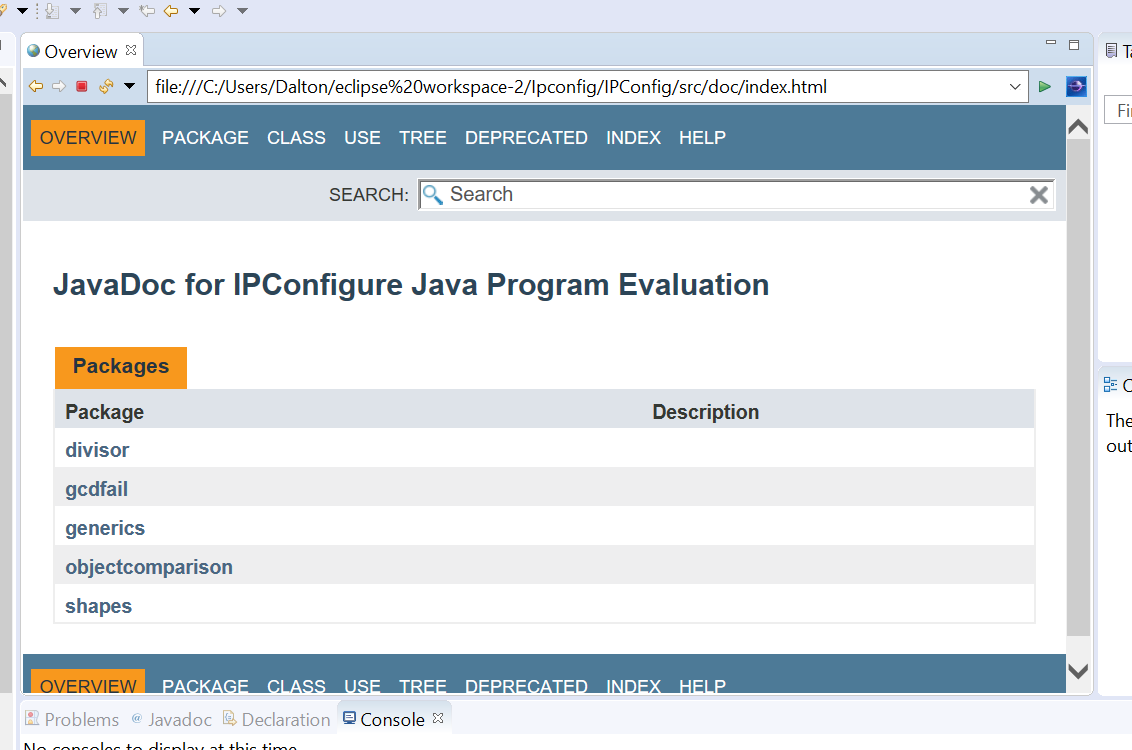 Overview
file:///C:/Users/Dalton/eclipse%20workspace-2/Ipconfig/IPConfig/src/doc/index.html
OVERVIEW PACKAGE CLASS USE TREE DEPRECATED INDEX HELP
SEARCH: Search
JavaDoc for IPConfigure Java Program Evaluation
Packages
Package Description
divisor
gcdfail
generics
objectcomparison
shapes
OVERVIEW PACKAGE CLASS USE TREE DEPRECATED INDEX HELP
Problems @ Javadoc Declaration Console
No consoles to display at this time.
The
out